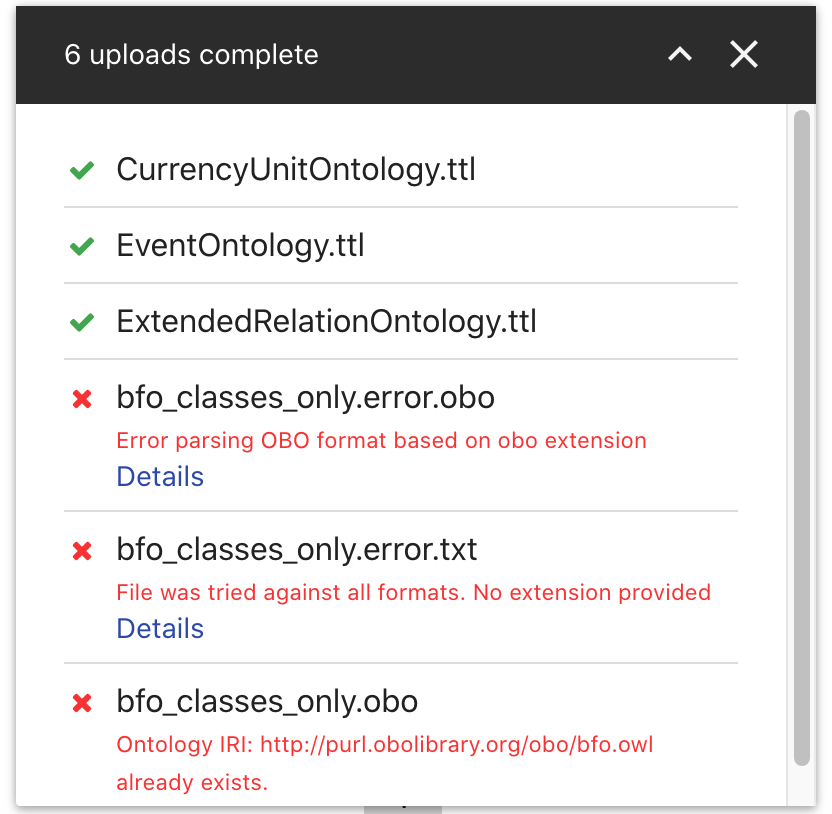 6 uploads complete
CurrencyUnitOntology.ttl
EventOntology.ttl
ExtendedRelationOntology.ttl
bfo_classes_only.error.obo
Error parsing OBO format based on obo extension
Details
bfo_classes_only.error.txt
File was tried against all formats. No extension provided
Details
bfo_classes_only.obo
Ontology IRI: http://purl.obolibrary.org/obo/bfo.owl
already exists.